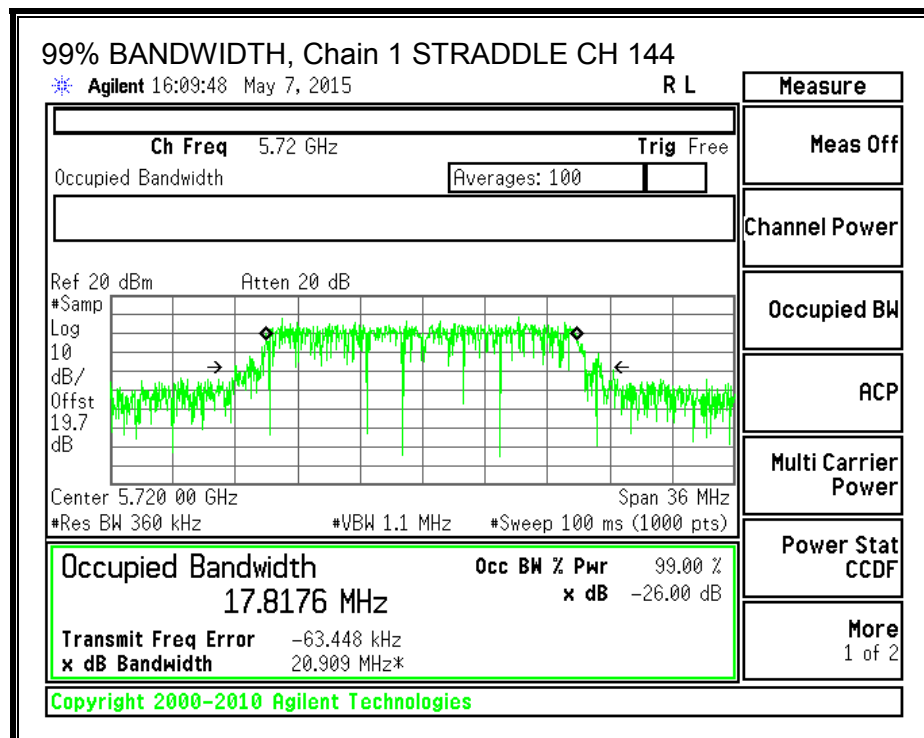 99% BANDWIDTH, Chain 1 STRADDLE CH 144
Agilent 16:09:48 May 7, 2015 R L
Measure
Ch Freq 5.72 GHz Trig Free
Meas Off
Occupied Bandwidth Averages: 100
Channel Power
Ref 20 dBm Atten 20 dB
#Samp
Log
10
dB/
Offst
19.7
dB
Occupied BW
ACP
Multi Carrier
Power
Center 5.720 00 GHz Span 36 MHz
#Res BW 360 kHz #VBW 1.1 MHz #Sweep 100 ms (1000 pts)
Power Stat
CCDF
Occupied Bandwidth Occ BW % Pwr 99.00 %
17.8176 MHz x dB -26.00 dB
Transmit Freq Error -63.448 kHz
x dB Bandwidth 20.909 MHz*
More
1 of 2
Copyright 2000-2010 Agilent Technologies